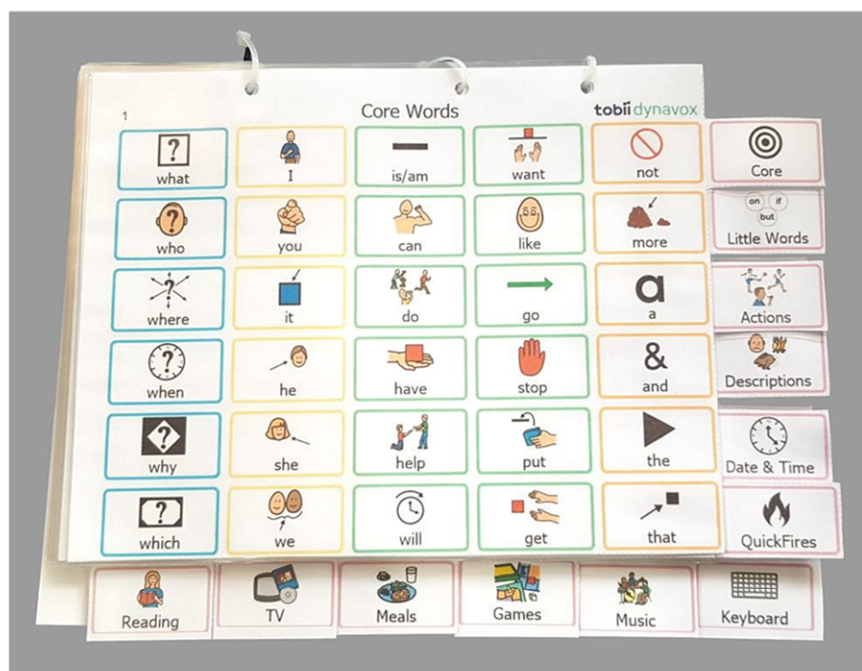 1 Core Words tobii dynavox
what I is/am want not Core
on if
but
who you can like more Little Words
where it do go a a Actions
when he have stop & and Descriptions
why she help put the Date & Time
which we will get that QuickFires
Reading TV Meals Games Music Keyboard